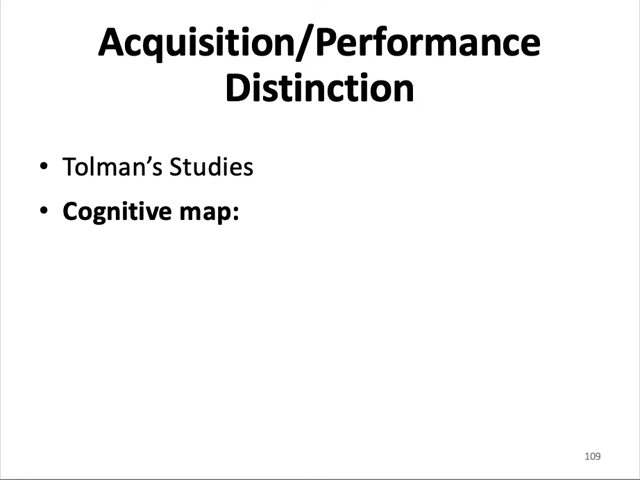 Acquisition/Performance
Distinction
• Tolman’s Studies
• Cognitive map:
109